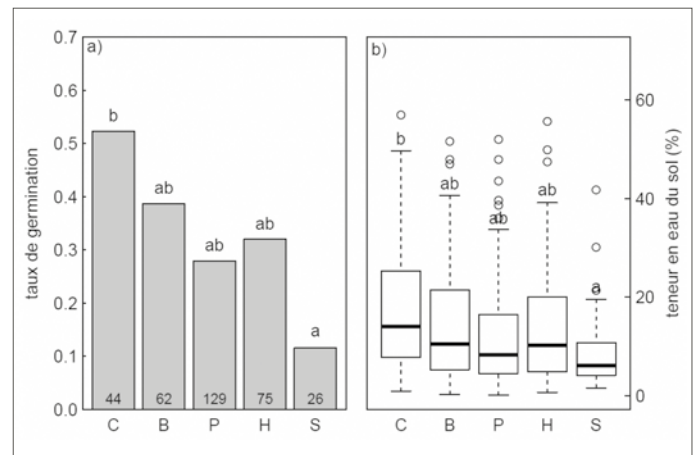 a)
taux de germination
0.7
0.6
0.5
0.4
0.3
0.2
0.1
0.0
b
ab
ab
ab
a
44 62 129 75 26
C B P H S
b)
b
ab
ab
ab
a
C B P H S
60
40
20
0
teneur en eau du sol (%)